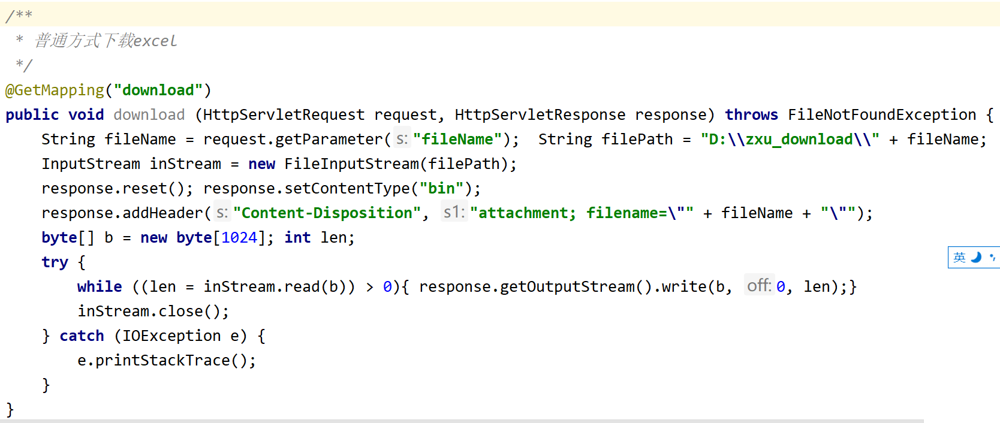 /**
 * 普通方式下载excel
 */
@GetMapping("download")
public void download (HttpServletRequest request, HttpServletResponse response) throws FileNotFoundException {
    String fileName = request.getParameter( s: "fileName");  String filePath = "D:\\zxu_download\\" + fileName;
    InputStream inStream = new FileInputStream(filePath);
    response.reset(); response.setContentType("bin");
    response.addHeader( s: "Content-Disposition", s1: "attachment; filename=\"" + fileName + "\"");
    byte[] b = new byte[1024]; int len;
    try {
        while ((len = inStream.read(b)) > 0){ response.getOutputStream().write(b, off: 0, len);}
        inStream.close();
    } catch (IOException e) {
        e.printStackTrace();
    }
}
英